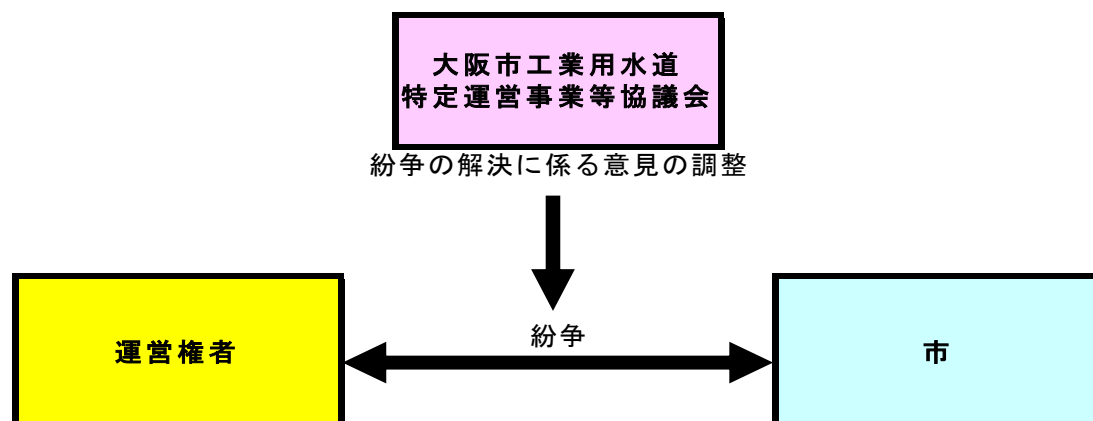 大阪市工業用水道
特定運営事業等協議会
紛争の解決に係る意見の調整
紛争
運営権者
市